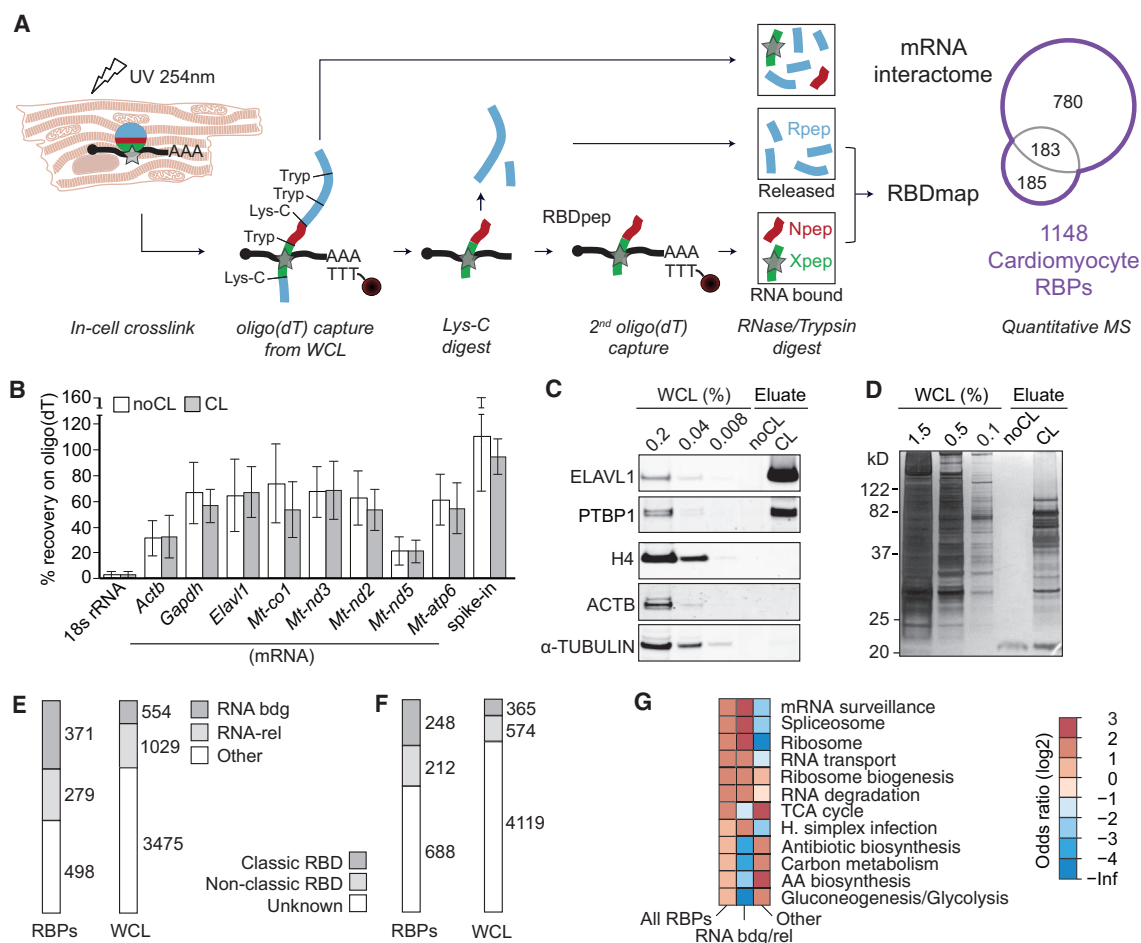 A
UV 254nm
AAA
In-cell crosslink
Tryp
Tryp
Lys-C
Tryp
Lys-C
AAA
TTT
oligo(dT) capture
from WCL
Lys-C
digest
RBDpep
AAA
TTT
2nd oligo(dT)
capture
Rpep
Released
Npep
Xpep
RNA bound
RNase/Trypsin
digest
mRNA
interactome
RBDmap
780
183
185
1148
Cardiomyocyte
RBPs
Quantitative MS
B
% recovery on oligo(dT)
160
120
100
80
60
40
20
0
noCL
CL
18s rRNA
Actb
Gapdh
Elavl1
Mt-co1
Mt-nd3
Mt-nd2
Mt-nd5
Mt-atp6
spike-in
(mRNA)
C
WCL (%)
Eluate
0.2
0.04
0.008
noCL
CL
ELAVL1
PTBP1
H4
ACTB
α-TUBULIN
D
WCL (%)
Eluate
1.5
0.5
0.1
noCL
CL
kD
122
82
37
25
20
E
371
279
498
RBPs
554
1029
3475
WCL
RNA bdg
RNA-rel
Other
F
Classic RBD
Non-classic RBD
Unknown
248
212
688
RBPs
365
574
4119
WCL
G
mRNA surveillance
Spliceosome
Ribosome
RNA transport
Ribosome biogenesis
RNA degradation
TCA cycle
H. simplex infection
Antibiotic biosynthesis
Carbon metabolism
AA biosynthesis
Gluconeogenesis/Glycolysis
All RBPs
RNA bdg/rel
Other
Odds ratio (log2)
3
2
1
0
−1
−2
−3
−4
−Inf